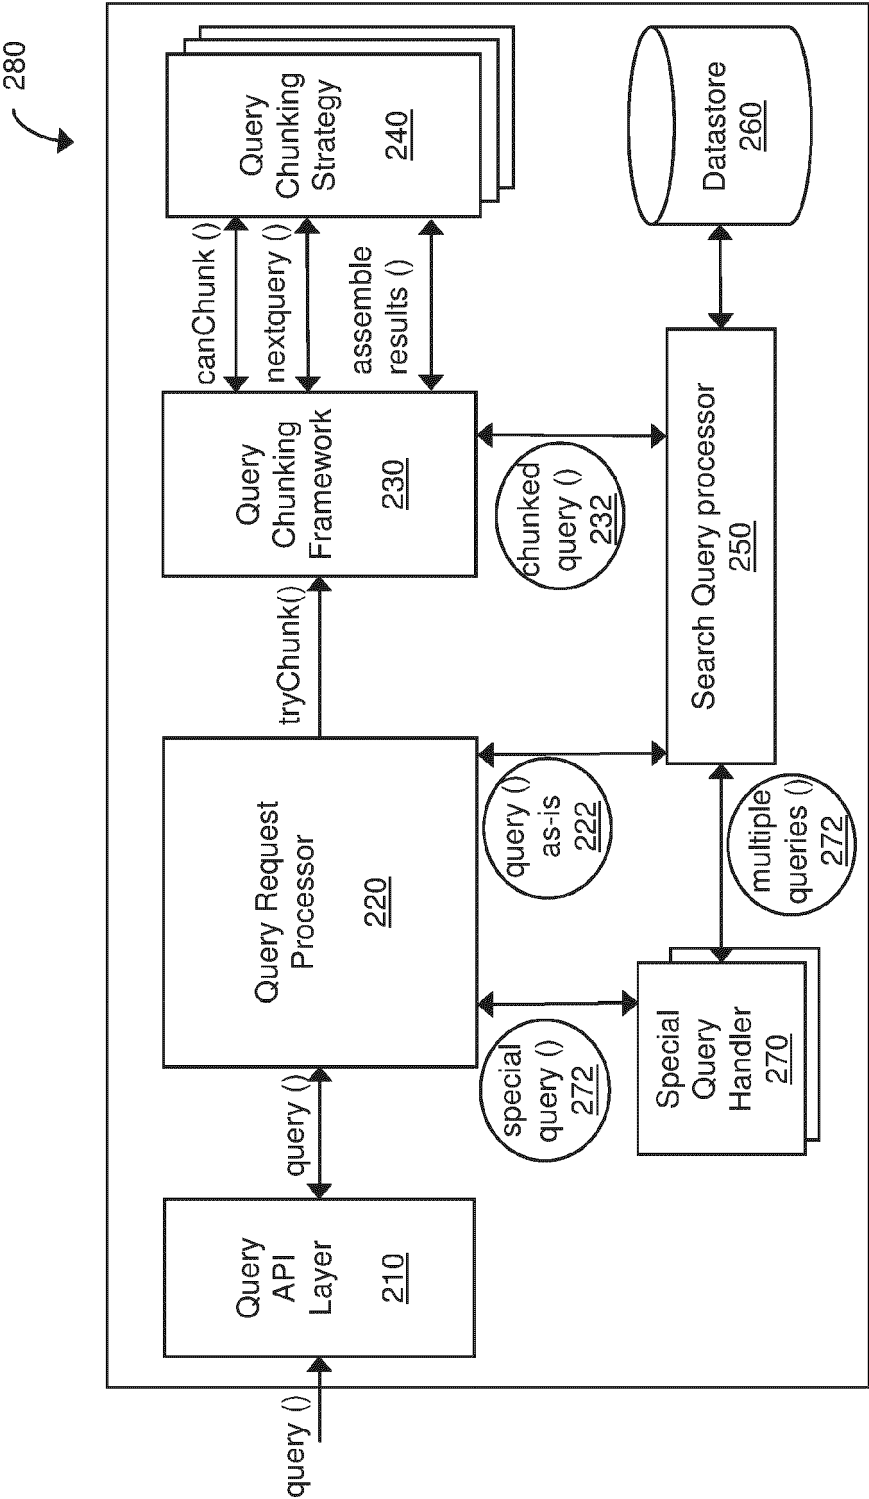 280
query ()
Query
API
Layer
210
query ()
Query Request
Processor
220
tryChunk()
Query
Chunking
Framework
230
canChunk ()
nextquery ()
assemble
results ()
Query
Chunking
Strategy
240
special
query ()
272
query ()
as-is
222
chunked
query ()
232
Special
Query
Handler
270
multiple
queries ()
272
Search Query processor
250
Datastore
260